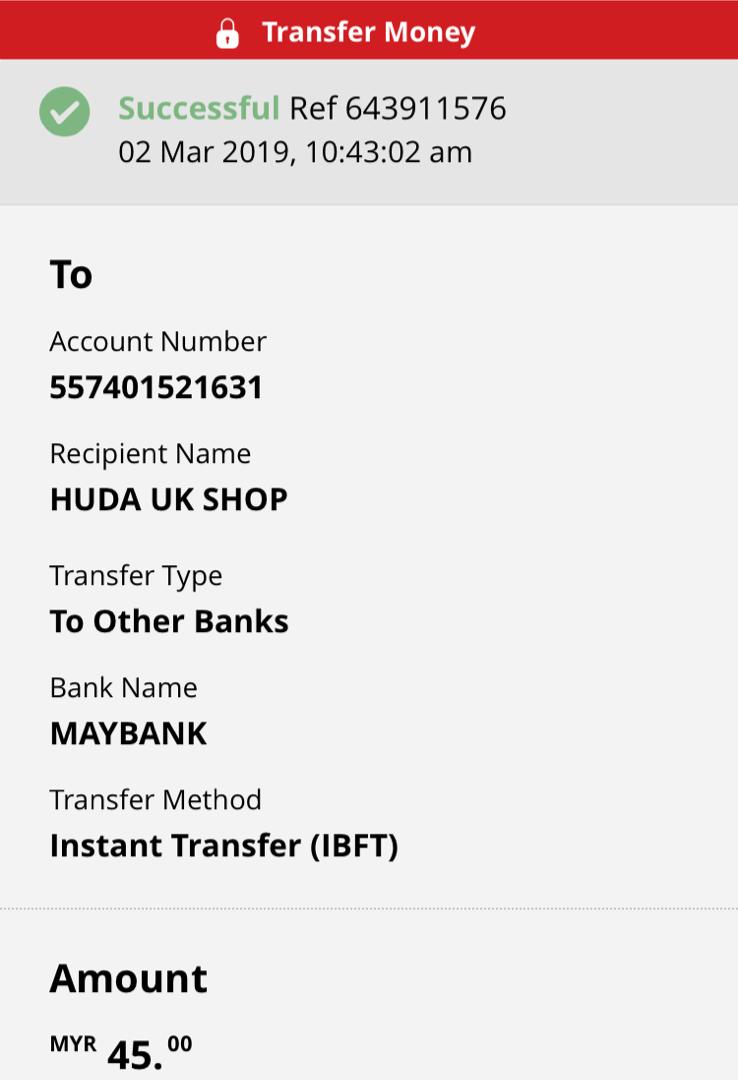 Transfer Money
Successful Ref 643911576
02 Mar 2019, 10:43:02 am
To
Account Number
557401521631
Recipient Name
HUDA UK SHOP
Transfer Type
To Other Banks
Bank Name
MAYBANK
Transfer Method
Instant Transfer (IBFT)
Amount
MYR 45.00